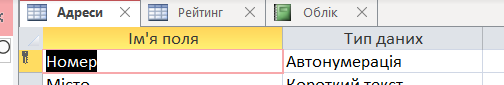 Адреси Рейтинг Облік
Ім'я поля Тип даних
Номер Автонумерація
Місто Короткий текст